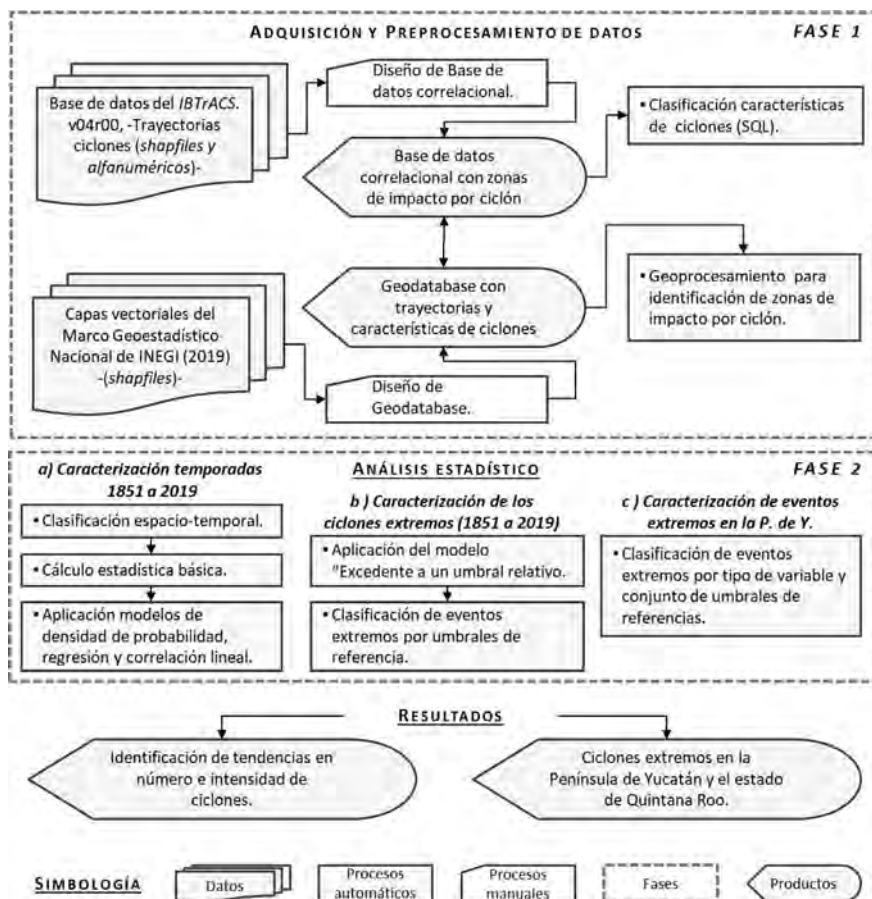 ADQUISICIÓN Y PREPROCESAMIENTO DE DATOS
FASE 1
Base de datos del IBTrACS.
v04r00, -Trayectorias
ciclones (shapfiles y
alfanuméricos)-
Diseño de Base de
datos correlacional.
Base de datos
correlacional con zonas
de impacto por ciclón
▪ Clasificación características
de ciclones (SQL).
Capas vectoriales del
Marco Geoestadístico
Nacional de INEGI (2019)
-(shapfiles)-
Geodatabase con
trayectorias y
características de ciclones
▪ Geoprocesamiento para
identificación de zonas de
impacto por ciclón.
Diseño de
Geodatabase.
ANÁLISIS ESTADÍSTICO
FASE 2
a) Caracterización temporadas
1851 a 2019
▪ Clasificación espacio-temporal.
▪ Cálculo estadística básica.
▪ Aplicación modelos de
densidad de probabilidad,
regresión y correlación lineal.
b ) Caracterización de los
ciclones extremos (1851 a 2019)
▪ Aplicación del modelo
"Excedente a un umbral relativo.
▪ Clasificación de eventos
extremos por umbrales de
referencia.
c ) Caracterización de eventos
extremos en la P. de Y.
▪ Clasificación de eventos
extremos por tipo de variable y
conjunto de umbrales de
referencias.
RESULTADOS
Identificación de tendencias en
número e intensidad de
ciclones.
Ciclones extremos en la
Península de Yucatán y el estado
de Quintana Roo.
SIMBOLOGÍA
Datos
Procesos
automáticos
Procesos
manuales
Fases
Productos